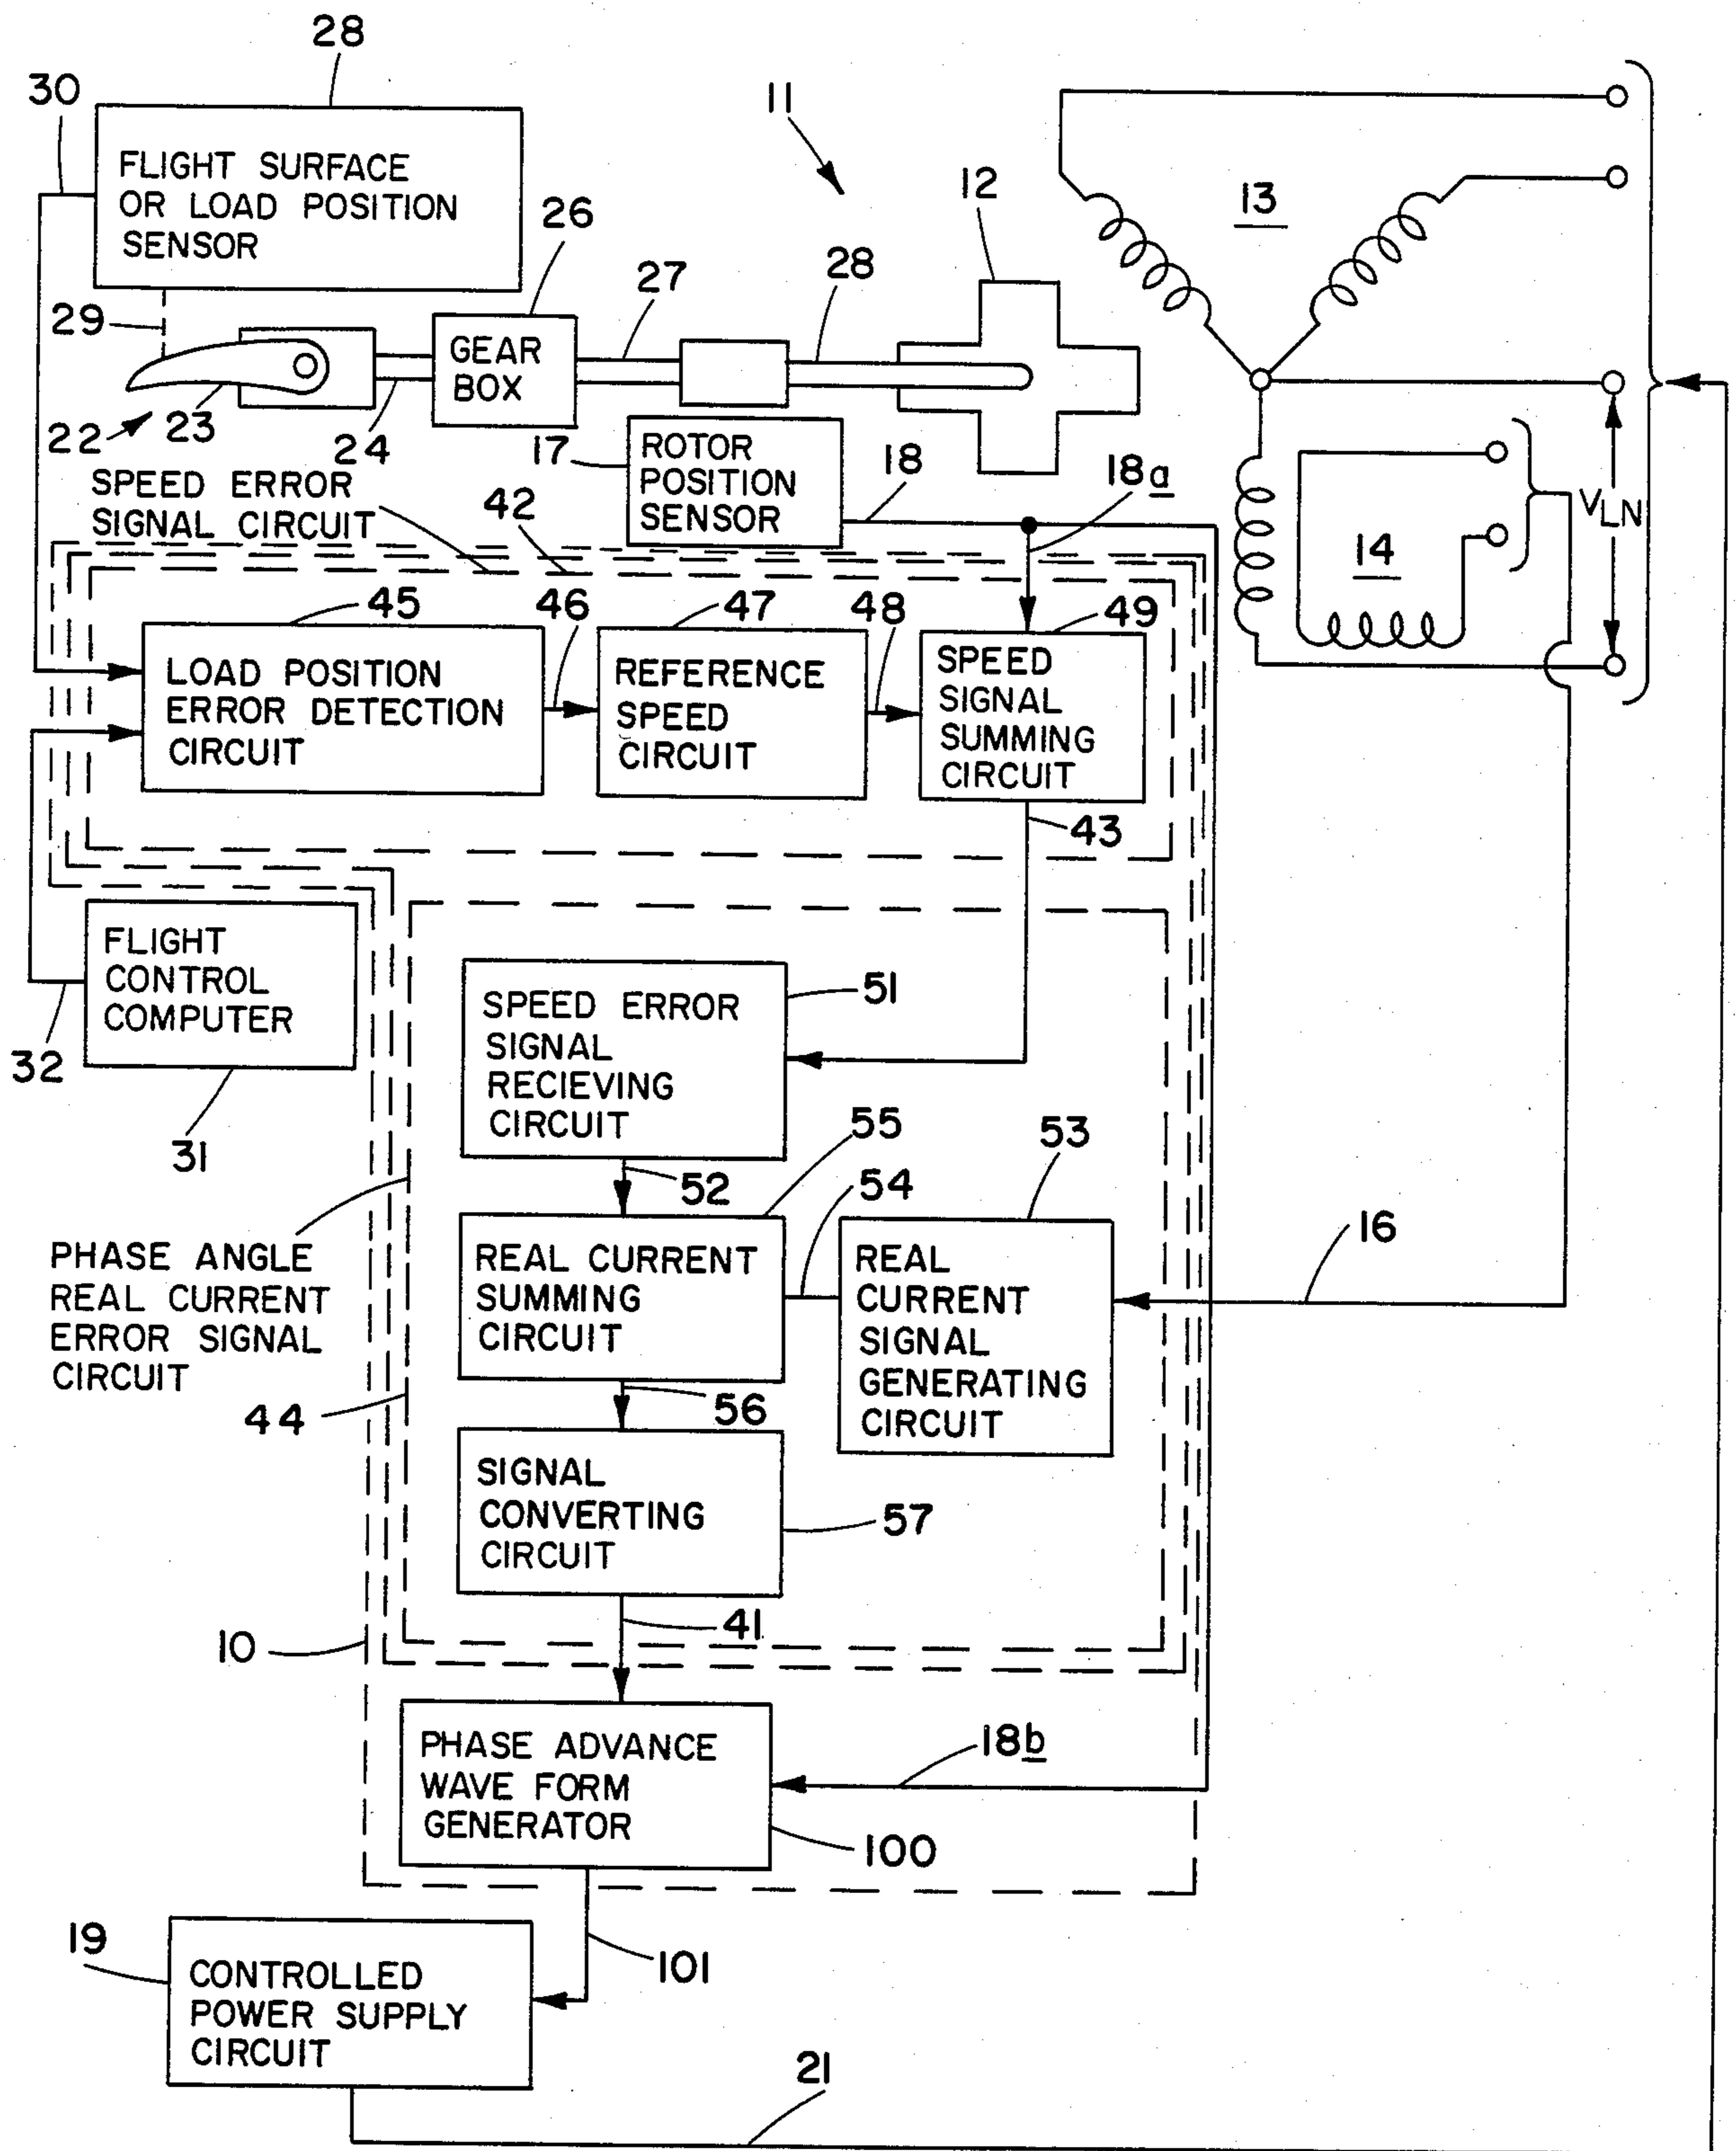 28
30
11
FLIGHT SURFACE
OR LOAD POSITION
SENSOR
12
13
26
28
27
29
GEAR
BOX
23
22
24
17
ROTOR
POSITION
SENSOR
18
18a
VLN
14
SPEED ERROR
SIGNAL CIRCUIT
42
45
46
47
48
49
LOAD POSITION
ERROR DETECTION
CIRCUIT
REFERENCE
SPEED
CIRCUIT
SPEED
SIGNAL
SUMMING
CIRCUIT
43
FLIGHT
CONTROL
COMPUTER
32
31
SPEED ERROR
SIGNAL
RECIEVING
CIRCUIT
51
55
53
52
54
16
PHASE ANGLE
REAL CURRENT
ERROR SIGNAL
CIRCUIT
44
REAL CURRENT
SUMMING
CIRCUIT
REAL
CURRENT
SIGNAL
GENERATING
CIRCUIT
56
SIGNAL
CONVERTING
CIRCUIT
57
41
10
PHASE ADVANCE
WAVE FORM
GENERATOR
18b
100
19
101
CONTROLLED
POWER SUPPLY
CIRCUIT
21